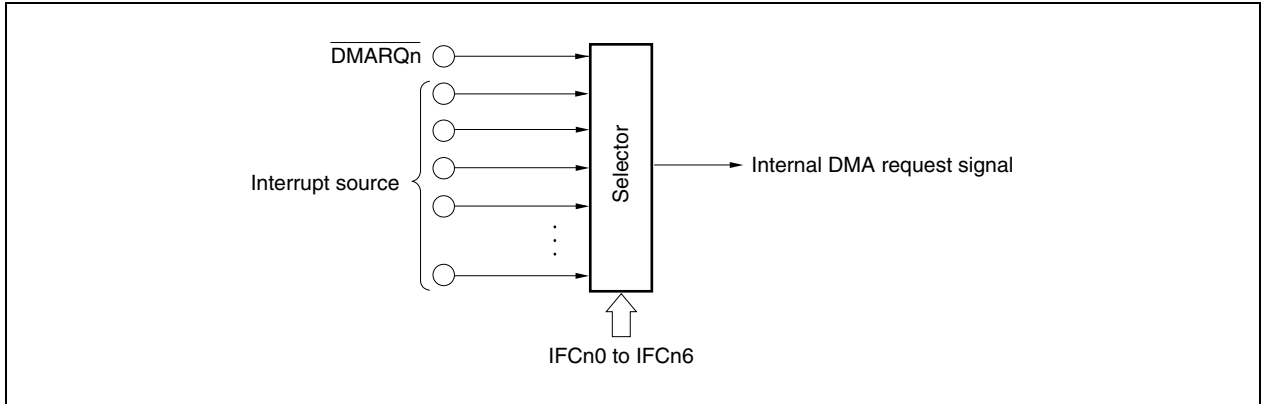 DMARQn
Interrupt source
Selector
Internal DMA request signal
IFCn0 to IFCn6